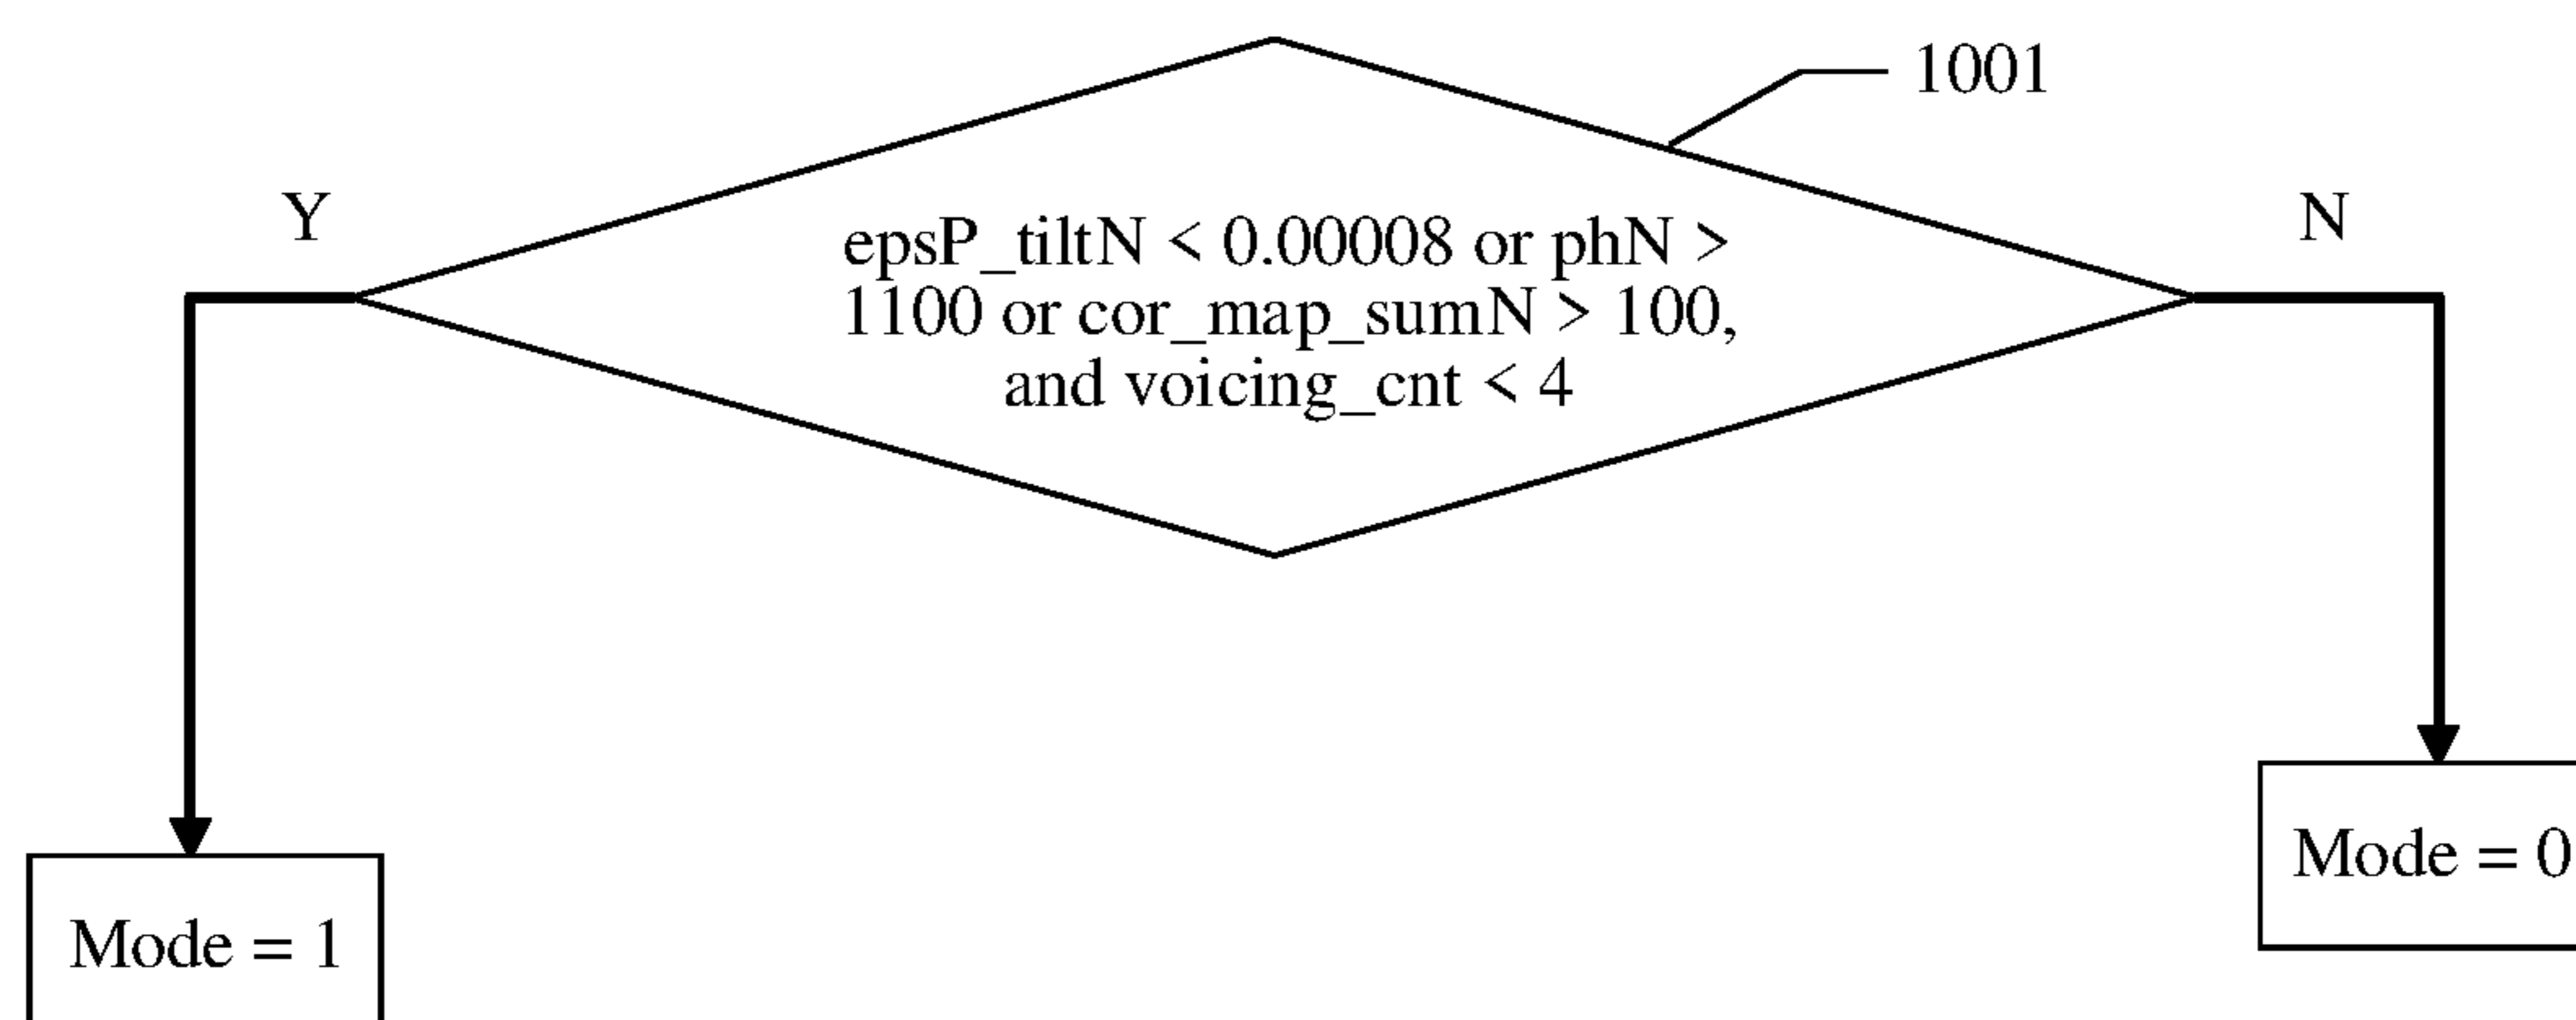 1001
Y
N
epsP_tiltN < 0.00008 or phN >
1100 or cor_map_sumN > 100,
and voicing_cnt < 4
Mode = 0
Mode = 1